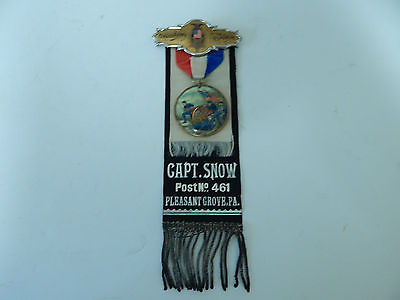 CAPT. SNOW
Post No. 461
PLEASANT GROVE, PA.